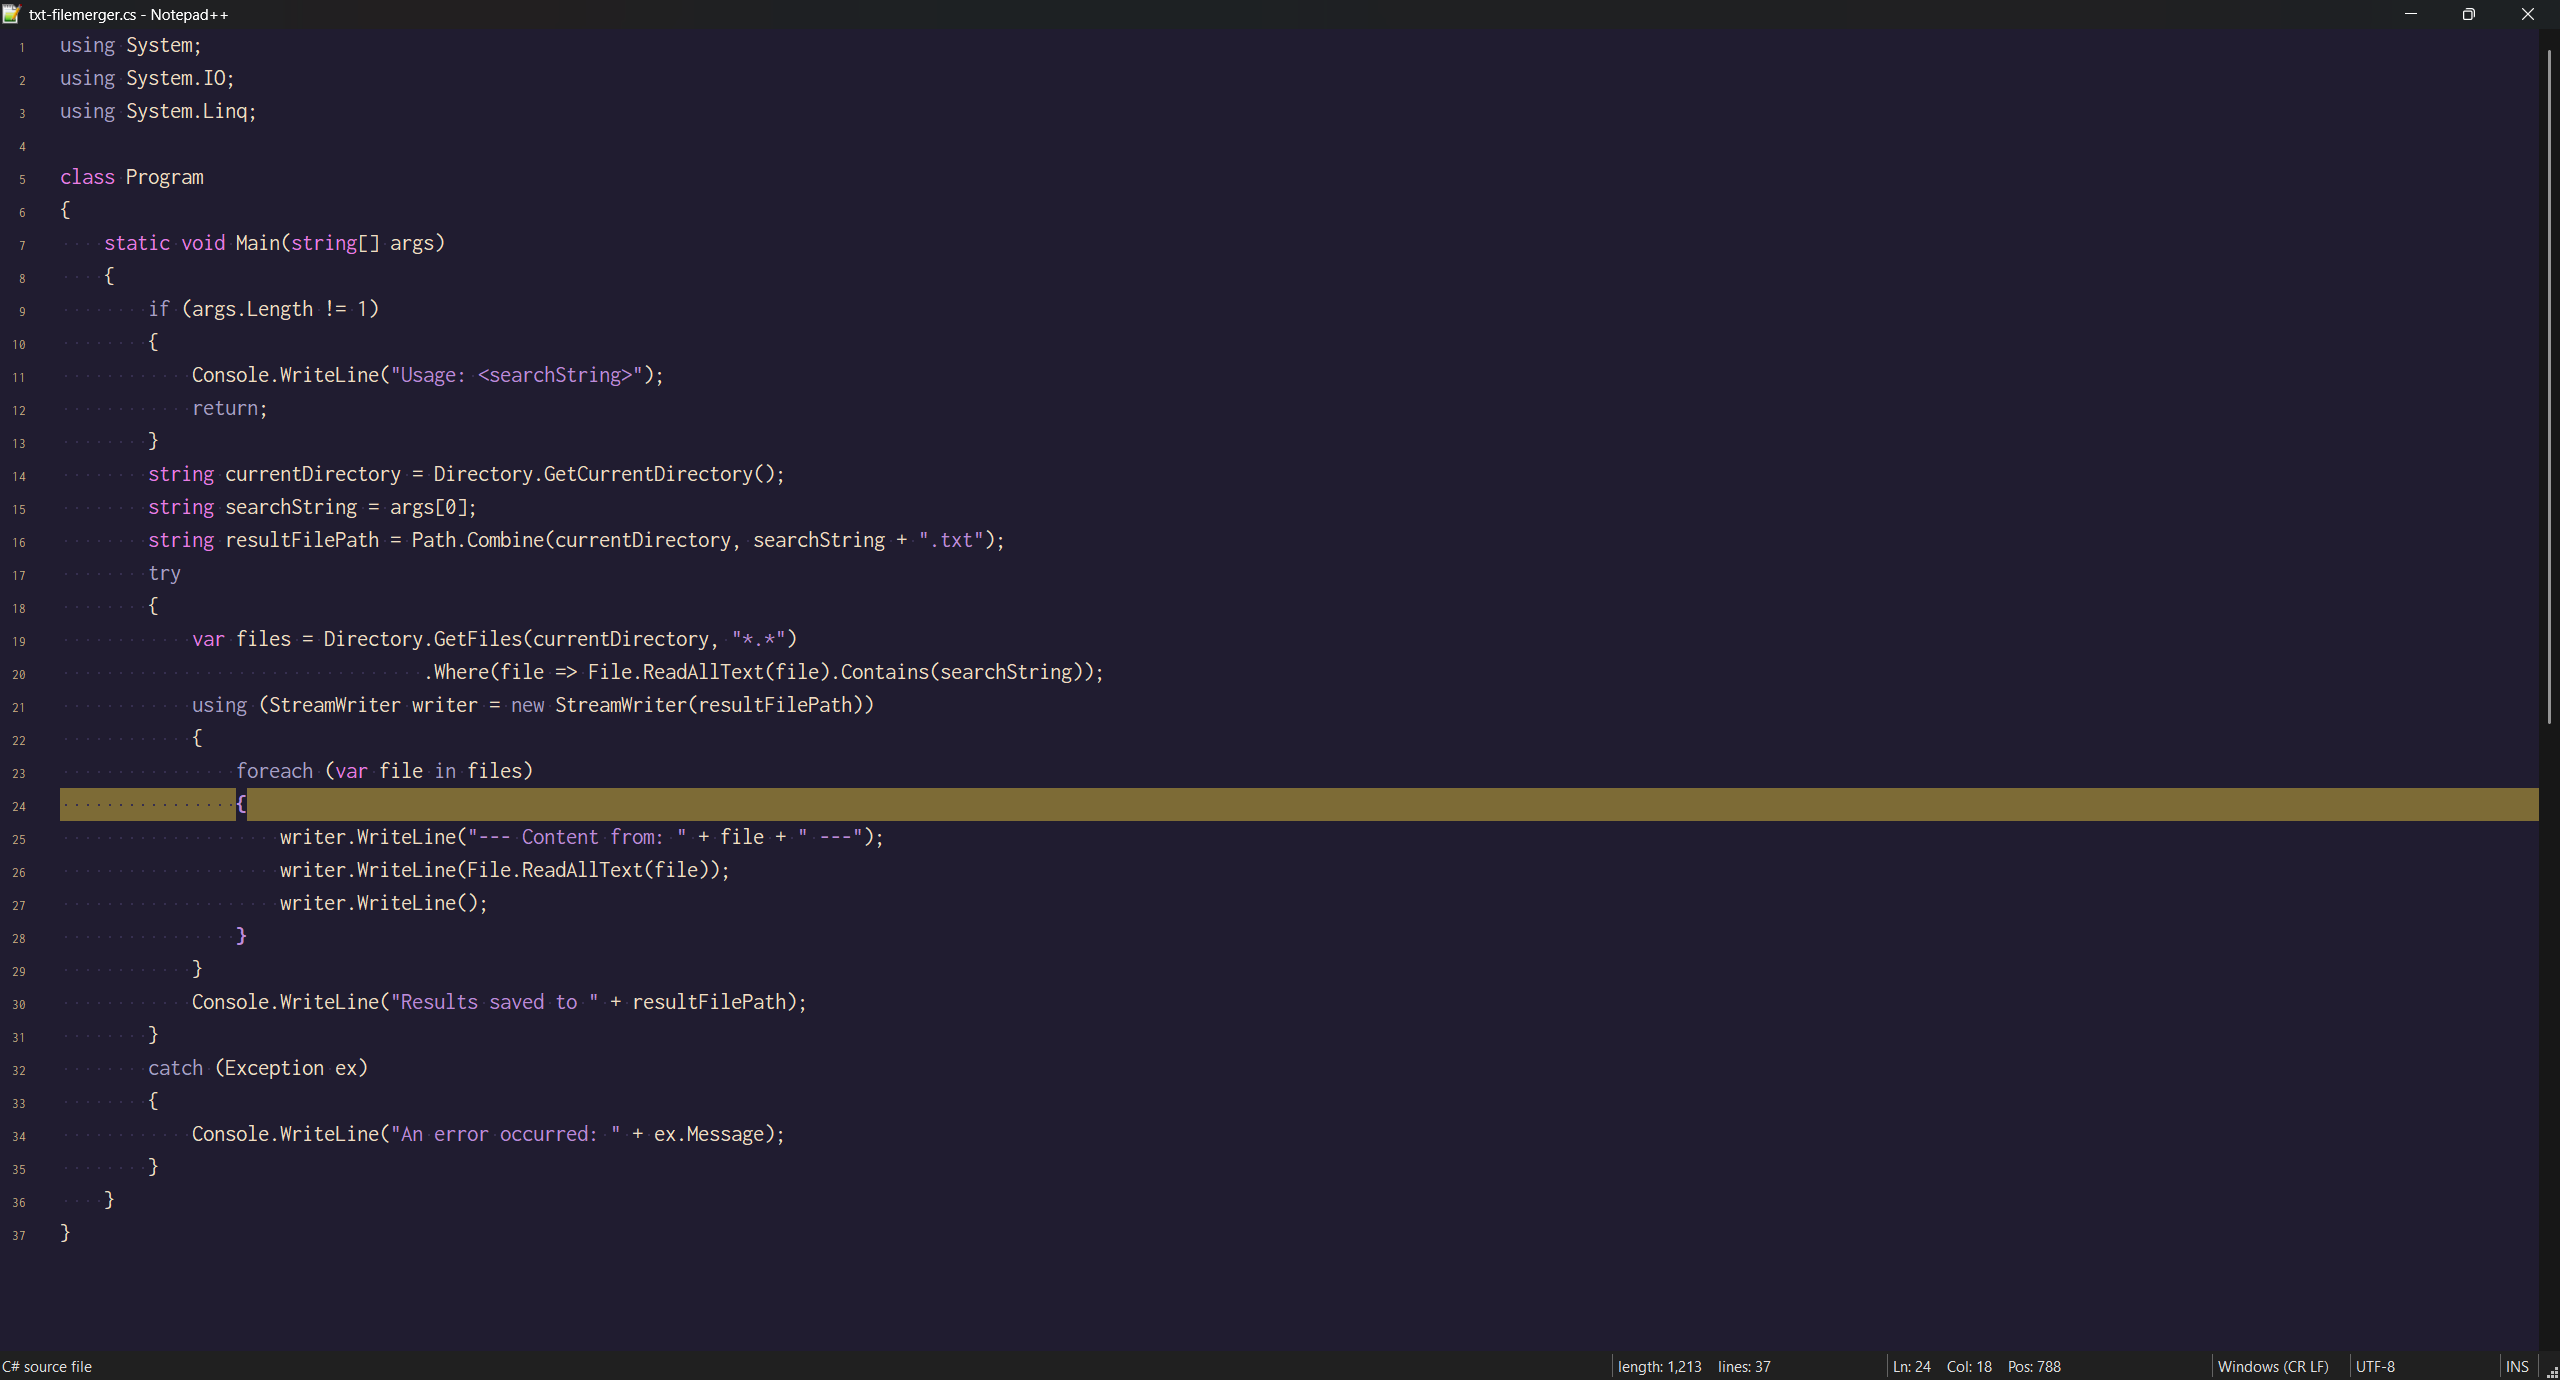 txt-filemerger.cs - Notepad++
1 using System;
2 using System.IO;
3 using System.Linq;
4
5 class Program
6 {
7     static void Main(string[] args)
8     {
9         if (args.Length != 1)
10         {
11             Console.WriteLine("Usage: <searchString>");
12             return;
13         }
14         string currentDirectory = Directory.GetCurrentDirectory();
15         string searchString = args[0];
16         string resultFilePath = Path.Combine(currentDirectory, searchString + ".txt");
17         try
18         {
19             var files = Directory.GetFiles(currentDirectory, "*.*")
20                                  .Where(file => File.ReadAllText(file).Contains(searchString));
21             using (StreamWriter writer = new StreamWriter(resultFilePath))
22             {
23                 foreach (var file in files)
24                 {
25                     writer.WriteLine("--- Content from: " + file + " ---");
26                     writer.WriteLine(File.ReadAllText(file));
27                     writer.WriteLine();
28                 }
29             }
30             Console.WriteLine("Results saved to " + resultFilePath);
31         }
32         catch (Exception ex)
33         {
34             Console.WriteLine("An error occurred: " + ex.Message);
35         }
36     }
37 }
C# source file length: 1,213 lines: 37 Ln: 24 Col: 18 Pos: 788 Windows (CR LF) UTF-8 INS